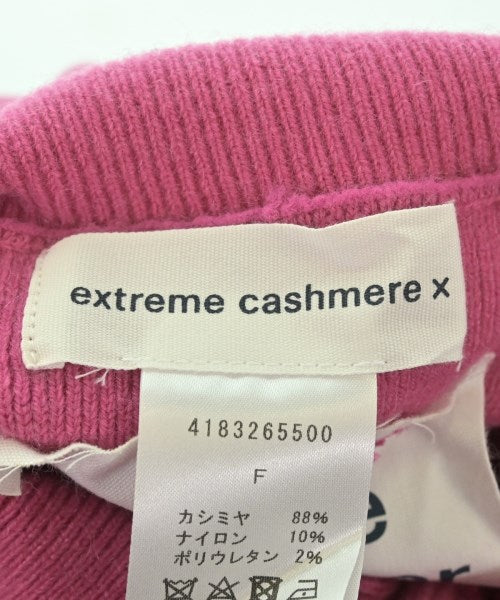 extreme cashmere x
4183265500
F
カシミヤ 88%
ナイロン 10%
ポリウレタン 2%